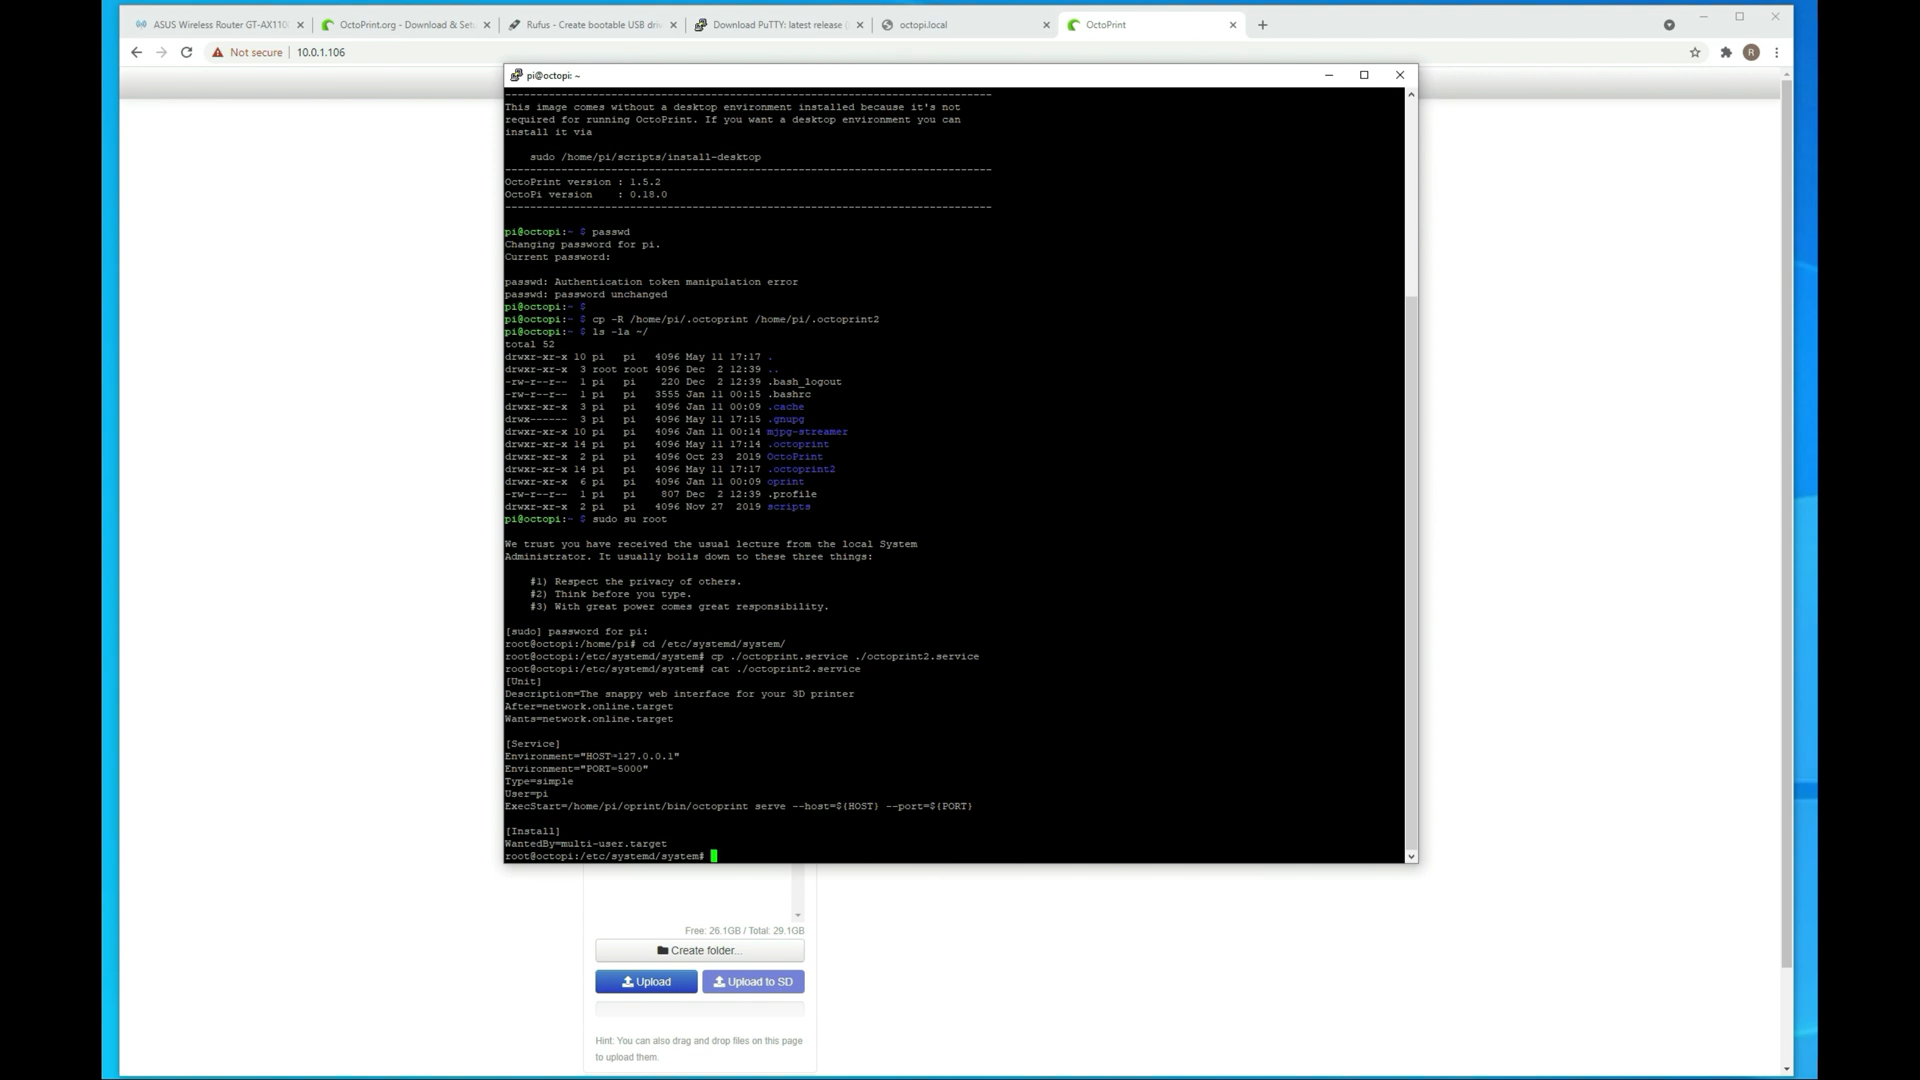 ASUS Wireless Router GT-AX110
OctoPrint.org - Download & Set
Rufus - Create bootable USB dri
Download PuTTY: latest release
octopi.local
OctoPrint
Not secure
10.0.1.106
R
pi@octopi: ~
--------------------------------------------------------------------------------
This image comes without a desktop environment installed because it's not
required for running OctoPrint. If you want a desktop environment you can
install it via
sudo /home/pi/scripts/install-desktop
--------------------------------------------------------------------------------
OctoPrint version : 1.5.2
OctoPi version    : 0.18.0
--------------------------------------------------------------------------------
pi@octopi:~ $ passwd
Changing password for pi.
Current password:
passwd: Authentication token manipulation error
passwd: password unchanged
pi@octopi:~ $
pi@octopi:~ $ cp -R /home/pi/.octoprint /home/pi/.octoprint2
pi@octopi:~ $ ls -la ~/
total 52
drwxr-xr-x 10 pi   pi   4096 May 11 17:17 .
drwxr-xr-x  3 root root 4096 Dec  2 12:39 ..
-rw-r--r--  1 pi   pi    220 Dec  2 12:39 .bash_logout
-rw-r--r--  1 pi   pi   3555 Jan 11 00:15 .bashrc
drwxr-xr-x  3 pi   pi   4096 Jan 11 00:09 .cache
drwx------  3 pi   pi   4096 May 11 17:15 .gnupg
drwxr-xr-x 10 pi   pi   4096 Jan 11 00:14 mjpg-streamer
drwxr-xr-x 14 pi   pi   4096 May 11 17:14 .octoprint
drwxr-xr-x  2 pi   pi   4096 Oct 23  2019 OctoPrint
drwxr-xr-x 14 pi   pi   4096 May 11 17:17 .octoprint2
drwxr-xr-x  6 pi   pi   4096 Jan 11 00:09 oprint
-rw-r--r--  1 pi   pi    807 Dec  2 12:39 .profile
drwxr-xr-x  2 pi   pi   4096 Nov 27  2019 scripts
pi@octopi:~ $ sudo su root
We trust you have received the usual lecture from the local System
Administrator. It usually boils down to these three things:
#1) Respect the privacy of others.
#2) Think before you type.
#3) With great power comes great responsibility.
[sudo] password for pi:
root@octopi:/home/pi# cd /etc/systemd/system/
root@octopi:/etc/systemd/system# cp ./octoprint.service ./octoprint2.service
root@octopi:/etc/systemd/system# cat ./octoprint2.service
[Unit]
Description=The snappy web interface for your 3D printer
After=network.online.target
Wants=network.online.target
[Service]
Environment="HOST=127.0.0.1"
Environment="PORT=5000"
Type=simple
User=pi
ExecStart=/home/pi/oprint/bin/octoprint serve --host=${HOST} --port=${PORT}
[Install]
WantedBy=multi-user.target
root@octopi:/etc/systemd/system#
Free: 26.1GB / Total: 29.1GB
Create folder...
Upload
Upload to SD
Hint: You can also drag and drop files on this page
to upload them.